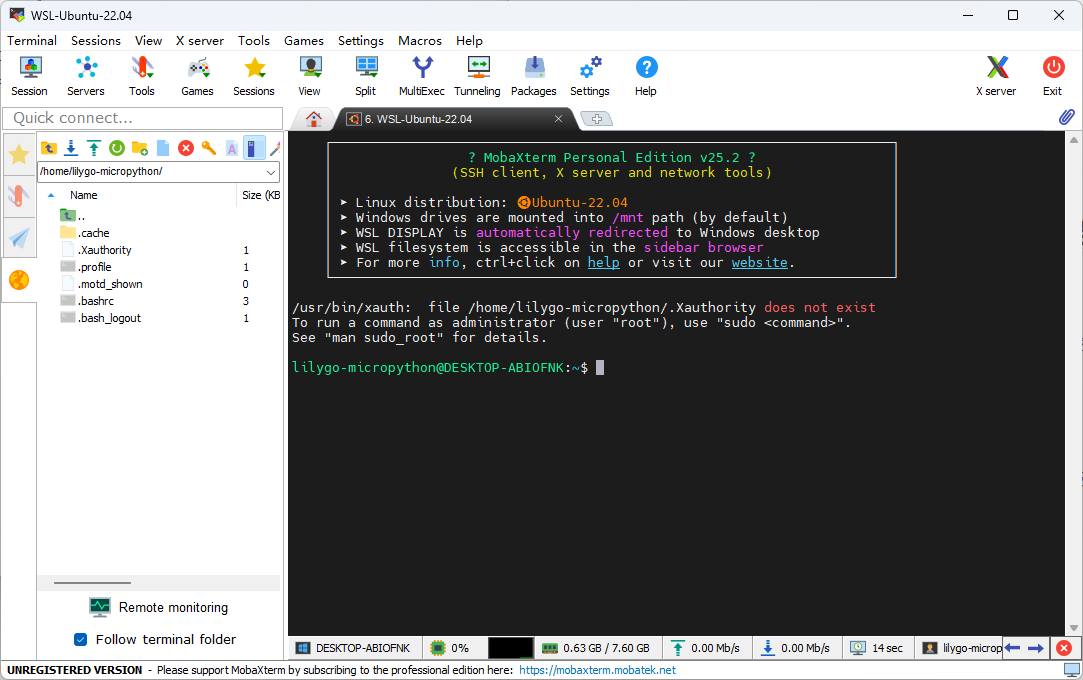 WSL-Ubuntu-22.04
Terminal Sessions View X server Tools Games Settings Macros Help
Session Servers Tools Games Sessions View Split MultiExec Tunneling Packages Settings Help X server Exit
Quick connect...
6. WSL-Ubuntu-22.04
/home/lilygo-micropython/
Name Size (KB
..
.cache
.Xauthority 1
.profile 1
.motd_shown 0
.bashrc 3
.bash_logout 1
Remote monitoring
Follow terminal folder
? MobaXterm Personal Edition v25.2 ?
(SSH client, X server and network tools)
➤ Linux distribution: Ubuntu-22.04
➤ Windows drives are mounted into /mnt path (by default)
➤ WSL DISPLAY is automatically redirected to Windows desktop
➤ WSL filesystem is accessible in the sidebar browser
➤ For more info, ctrl+click on help or visit our website.
/usr/bin/xauth:  file /home/lilygo-micropython/.Xauthority does not exist
To run a command as administrator (user "root"), use "sudo <command>".
See "man sudo_root" for details.
lilygo-micropython@DESKTOP-ABIOFNK:~$
DESKTOP-ABIOFNK 0% 0.63 GB / 7.60 GB 0.00 Mb/s 0.00 Mb/s 14 sec lilygo-microp
UNREGISTERED VERSION - Please support MobaXterm by subscribing to the professional edition here: https://mobaxterm.mobatek.net